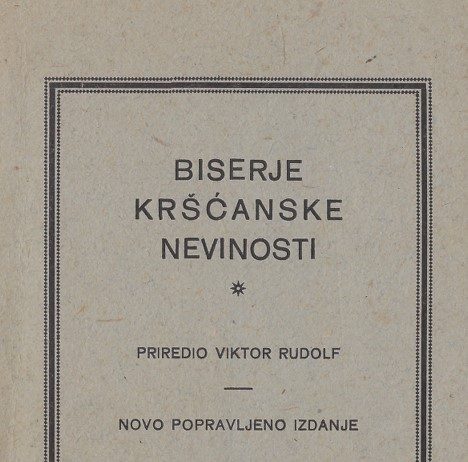 BISERJE
KRŠĆANSKE
NEVINOSTI
PRIREDIO VIKTOR RUDOLF
NOVO POPRAVLJENO IZDANJE